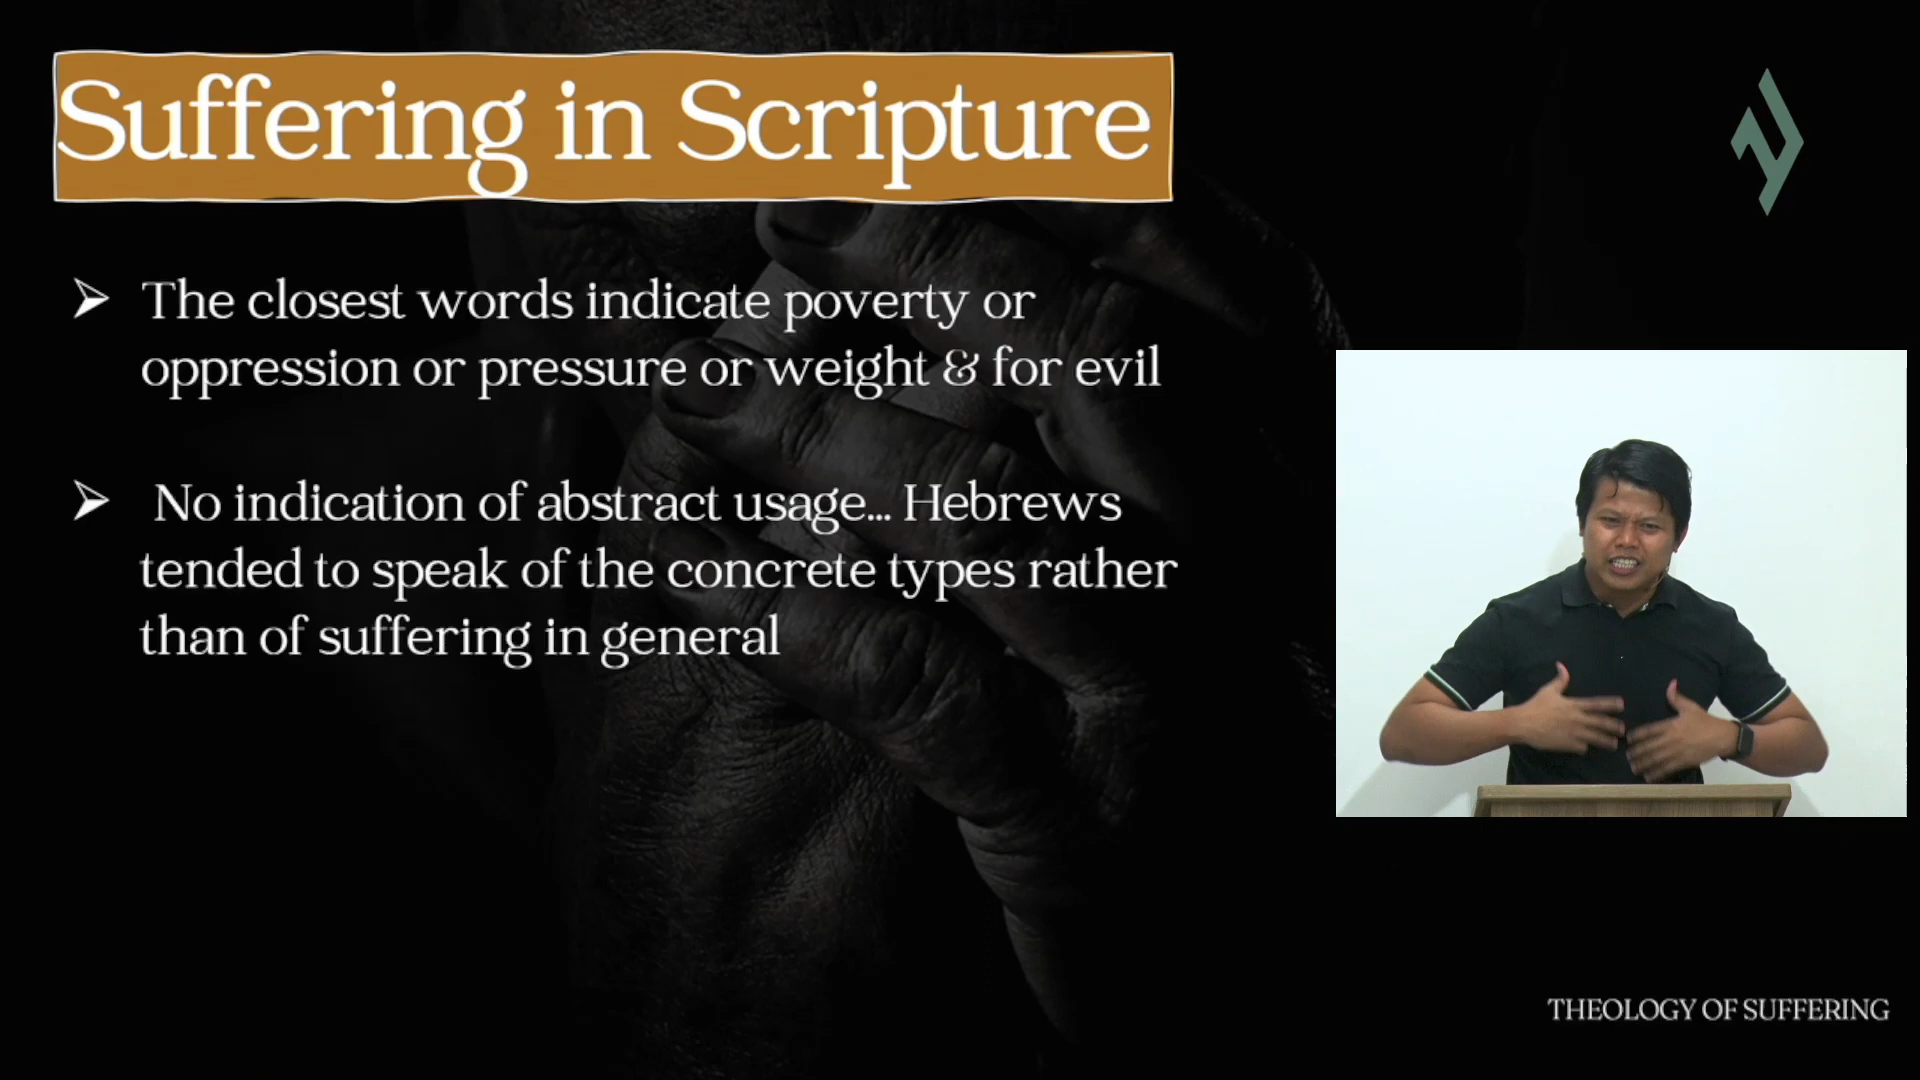 Suffering in Scripture
➢ The closest words indicate poverty or
oppression or pressure or weight & for evil
➢ No indication of abstract usage... Hebrews
tended to speak of the concrete types rather
than of suffering in general
THEOLOGY OF SUFFERING